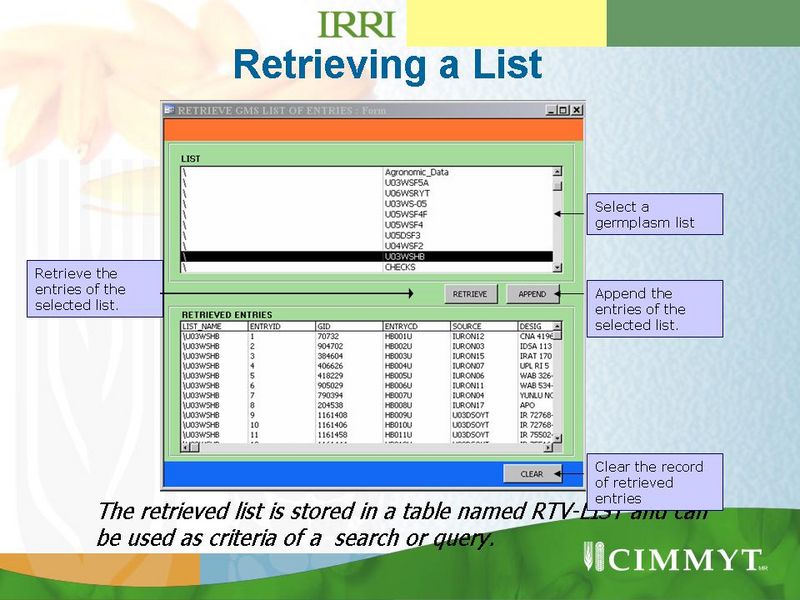 IRRI
Retrieving a List
RETRIEVE GMS LIST OF ENTRIES : Form
LIST
\ Agronomic_Data
\ U03WSF5A
\ U06WSRYT
\ U03WS-05
\ U05WSF4F
\ U05WSF4
\ U05DSF3
\ U04WSF2
\ U03WSHB
\ CHECKS
Select a
germplasm list
Retrieve the
entries of the
selected list.
RETRIEVE APPEND
Append the
entries of the
selected list.
RETRIEVED ENTRIES
LIST_NAME ENTRYID GID ENTRYCD SOURCE DESIG
\U03WSHB 1 70732 HB001U IURON12 CNA 4196
\U03WSHB 2 904702 HB002U IURON03 IDSA 113
\U03WSHB 3 384604 HB003U IURON15 IRAT 170
\U03WSHB 4 406626 HB004U IURON07 UPL RI 5
\U03WSHB 5 418229 HB005U IURON06 WAB 326-
\U03WSHB 6 905029 HB006U IURON11 WAB 534-
\U03WSHB 7 790394 HB007U IURON04 YUNLU NO
\U03WSHB 8 204538 HB008U IURON17 APO
\U03WSHB 9 1161408 HB009U U03DSOYT IR 72768-
\U03WSHB 10 1161406 HB010U U03DSOYT IR 72768-
\U03WSHB 11 1161458 HB011U U03DSOYT IR 75502-
CLEAR
Clear the record
of retrieved
entries
The retrieved list is stored in a table named RTV-LIST and can
be used as criteria of a search or query.
CIMMYT MR